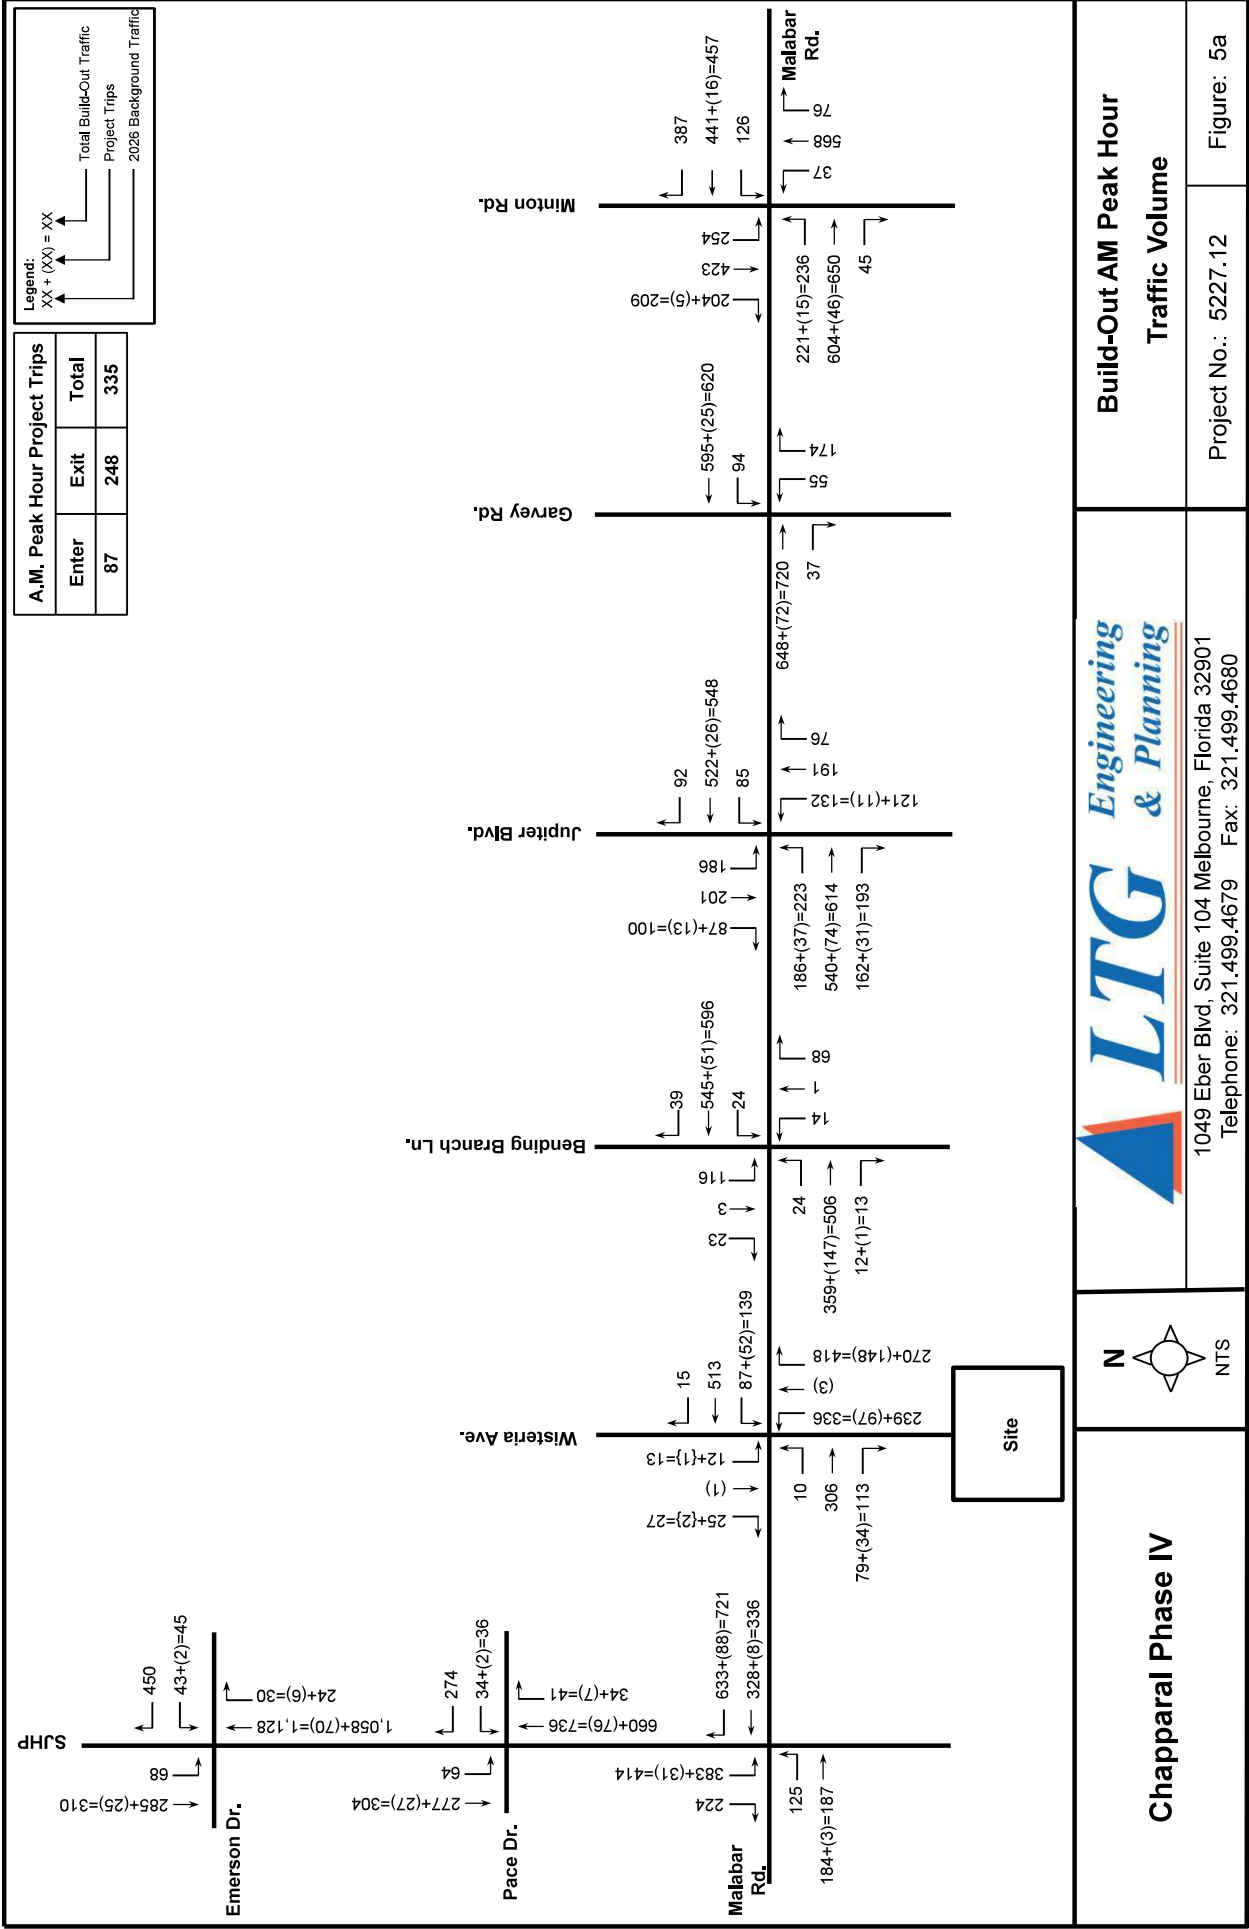 A.M. Peak Hour Project Trips
Enter Exit Total
87 248 335
Legend:
XX + (XX) = XX
Total Build-Out Traffic
Project Trips
2026 Background Traffic
SJHP
285+(25)=310
68
450
43+(2)=45
Emerson Dr.
1,058+(70)=1,128
24+(6)=30
277+(27)=304
64
274
34+(2)=36
Pace Dr.
660+(76)=736
34+(7)=41
224
383+(31)=414
633+(88)=721
328+(8)=336
Malabar
Rd.
125
184+(3)=187
Wisteria Ave.
25+{2}=27
(1)
12+{1}=13
15
513
87+(52)=139
10
306
79+(34)=113
239+(97)=336
(3)
270+(148)=418
Site
Bending Branch Ln.
23
3
116
39
545+(51)=596
24
24
359+(147)=506
12+(1)=13
14
1
68
Jupiter Blvd.
87+(13)=100
201
186
92
522+(26)=548
85
186+(37)=223
540+(74)=614
162+(31)=193
121+(11)=132
191
76
Garvey Rd.
595+(25)=620
94
648+(72)=720
37
55
174
Minton Rd.
204+(5)=209
423
254
387
441+(16)=457
126
221+(15)=236
604+(46)=650
45
37
568
76
Malabar
Rd.
Chapparal Phase IV
N
NTS
LTG Engineering
& Planning
1049 Eber Blvd, Suite 104 Melbourne, Florida 32901
Telephone: 321.499.4679 Fax: 321.499.4680
Build-Out AM Peak Hour
Traffic Volume
Project No.: 5227.12
Figure: 5a